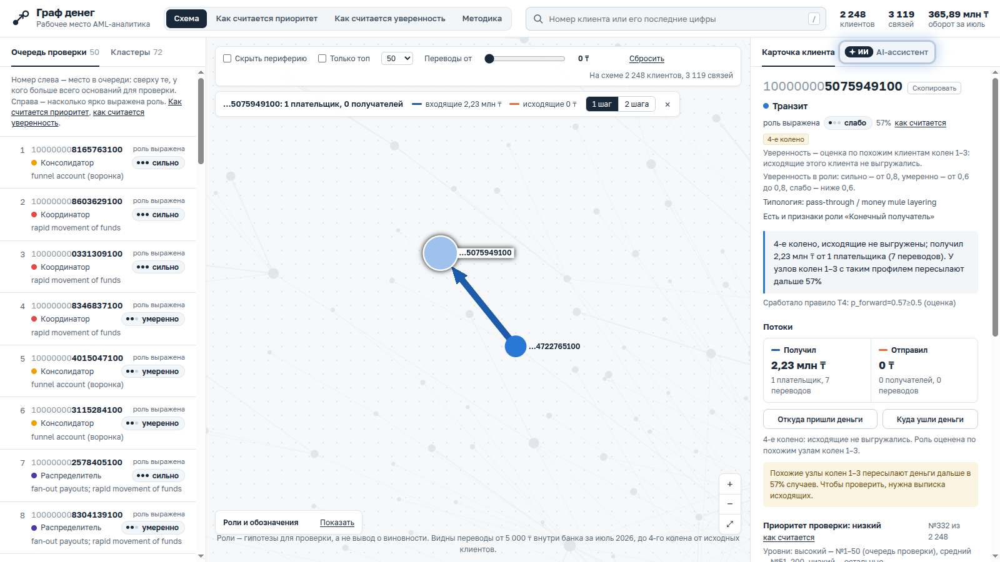 Граф денег
Рабочее место AML-аналитика
Схема
Как считается приоритет
Как считается уверенность
Методика
Номер клиента или его последние цифры
/
2 248
клиентов
3 119
связей
365,89 млн ₸
оборот за июль
Очередь проверки 50
Кластеры 72
Номер слева — место в очереди: сверху те, у
кого больше всего оснований для проверки.
Справа — насколько ярко выражена роль. Как
считается приоритет, как считается
уверенность.
1 100000008165763100 роль выражена
Консолидатор сильно
funnel account (воронка)
2 100000008603629100 роль выражена
Координатор сильно
rapid movement of funds
3 100000000331309100 роль выражена
Координатор сильно
rapid movement of funds
4 100000008346837100 роль выражена
Координатор умеренно
rapid movement of funds
5 100000004015047100 роль выражена
Консолидатор умеренно
funnel account (воронка)
6 100000003115284100 роль выражена
Консолидатор умеренно
funnel account (воронка)
7 100000002578405100 роль выражена
Распределитель сильно
fan-out payouts; rapid movement of funds
8 100000008304139100 роль выражена
Распределитель умеренно
fan-out payouts; rapid movement of funds
Скрыть периферию
Только топ
50
Переводы от
0 ₸
Сбросить
На схеме 2 248 клиентов, 3 119 связей
...5075949100: 1 плательщик, 0 получателей
входящие 2,23 млн ₸
исходящие 0 ₸
1 шаг
2 шага
×
...5075949100
...4722765100
+
−
Роли и обозначения
Показать
Роли — гипотезы для проверки, а не вывод о виновности. Видны переводы от 5 000 ₸ внутри банка за июль 2026, до 4-го колена от исходных
клиентов.
Карточка клиента
ИИ AI-ассистент
100000005075949100
Скопировать
Транзит
роль выражена слабо 57% как считается
4-е колено
Уверенность — оценка по похожим клиентам колен 1–3:
исходящие этого клиента не выгружались.
Уверенность в роли: сильно — от 0,8, умеренно — от 0,6
до 0,8, слабо — ниже 0,6.
Типология: pass-through / money mule layering
Есть и признаки роли «Конечный получатель»
4-е колено, исходящие не выгружены; получил
2,23 млн ₸ от 1 плательщика (7 переводов). У
узлов колен 1–3 с таким профилем пересылают
дальше 57%
Сработало правило T4: p_forward=0.57≥0.5 (оценка)
Потоки
Получил
2,23 млн ₸
1 плательщик, 7
переводов
Отправил
0 ₸
0 получателей, 0
переводов
Откуда пришли деньги
Куда ушли деньги
4-е колено: исходящие не выгружались. Роль оценена по
похожим узлам колен 1–3.
Похожие узлы колен 1–3 пересылают деньги дальше в
57% случаев. Чтобы проверить, нужна выписка
исходящих.
Приоритет проверки: низкий
как считается
№332 из
2 248
Уровни: высокий — №1–50 (очередь проверки), средний
— №51–200, низкий — остальные